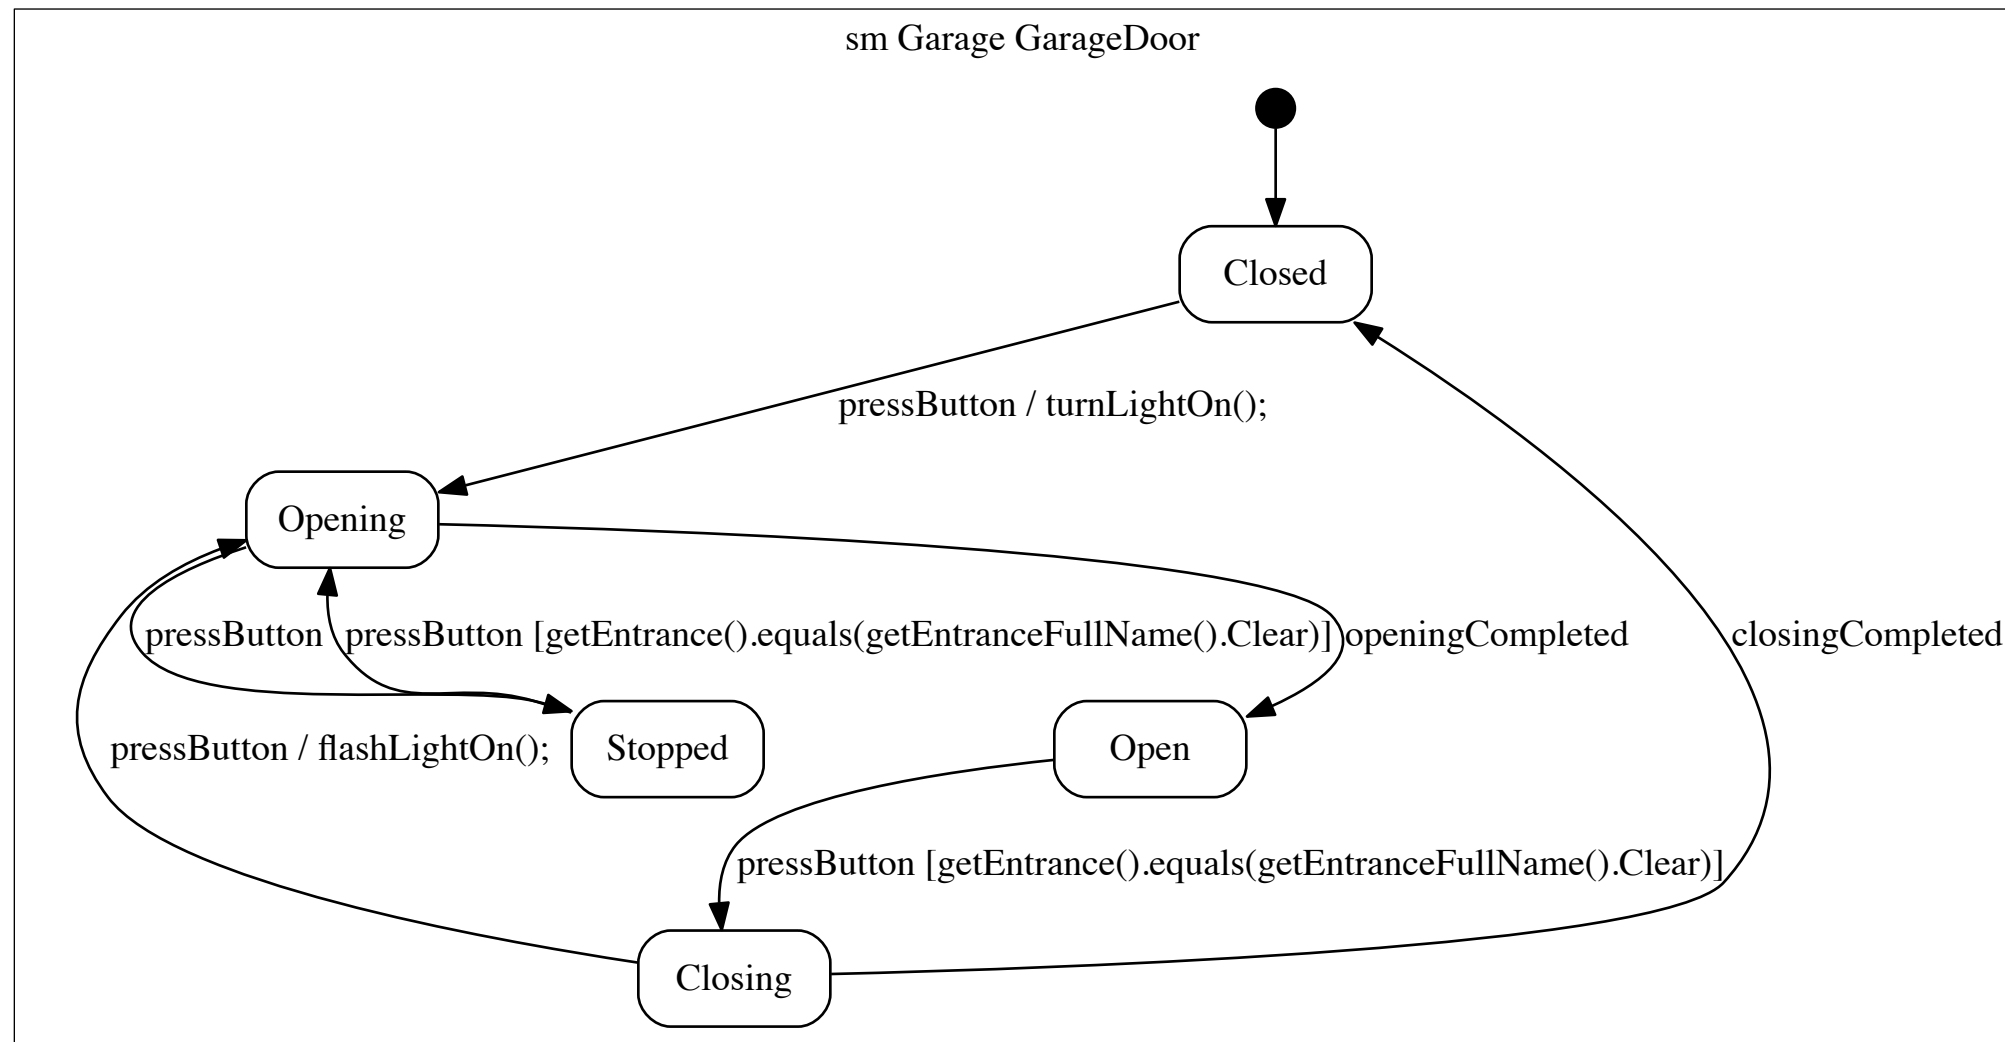 sm Garage GarageDoor
Closed
pressButton / turnLightOn();
Opening
pressButton
pressButton [getEntrance().equals(getEntranceFullName().Clear)]
openingCompleted
closingCompleted
pressButton / flashLightOn();
Stopped
Open
pressButton [getEntrance().equals(getEntranceFullName().Clear)]
Closing